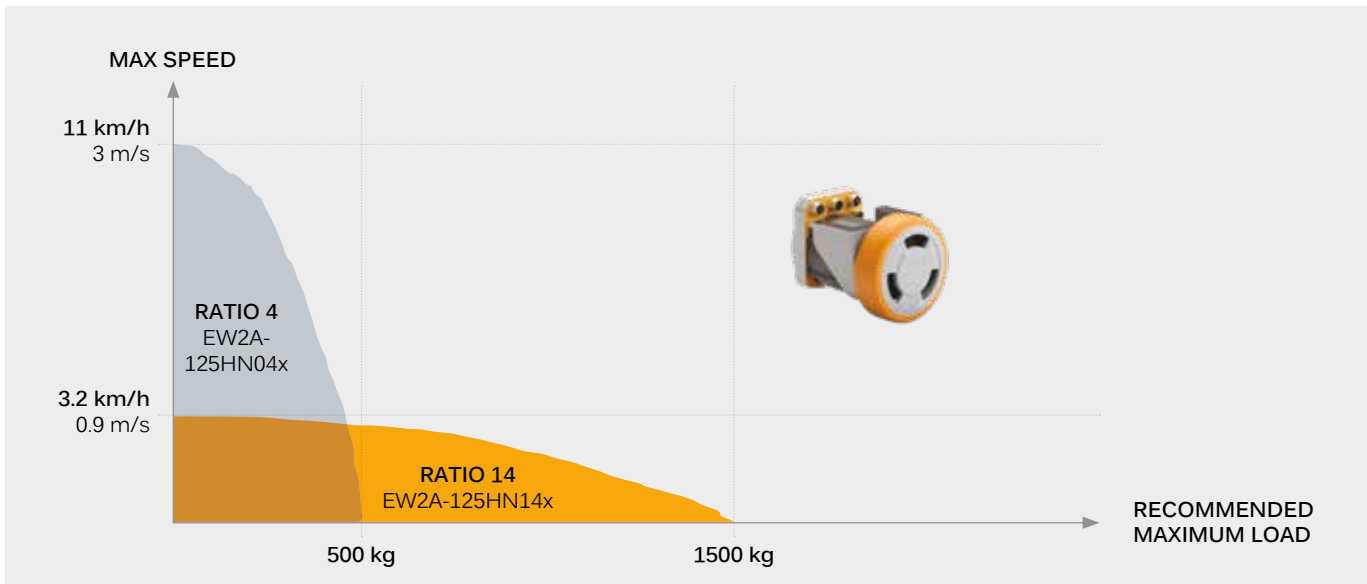 MAX SPEED
11 km/h
3 m/s
RATIO 4
EW2A-
125HN04x
3.2 km/h
0.9 m/s
RATIO 14
EW2A-125HN14x
500 kg
1500 kg
RECOMMENDED
MAXIMUM LOAD